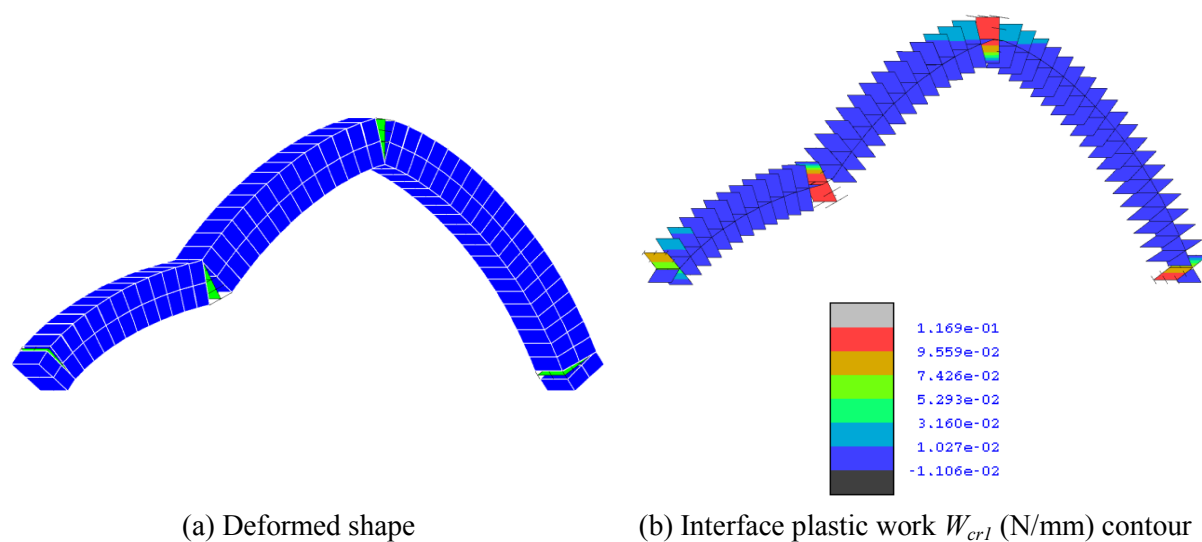 1.169e-01
9.559e-02
7.426e-02
5.293e-02
3.160e-02
1.027e-02
-1.106e-02
(a) Deformed shape
(b) Interface plastic work Wcr1 (N/mm) contour